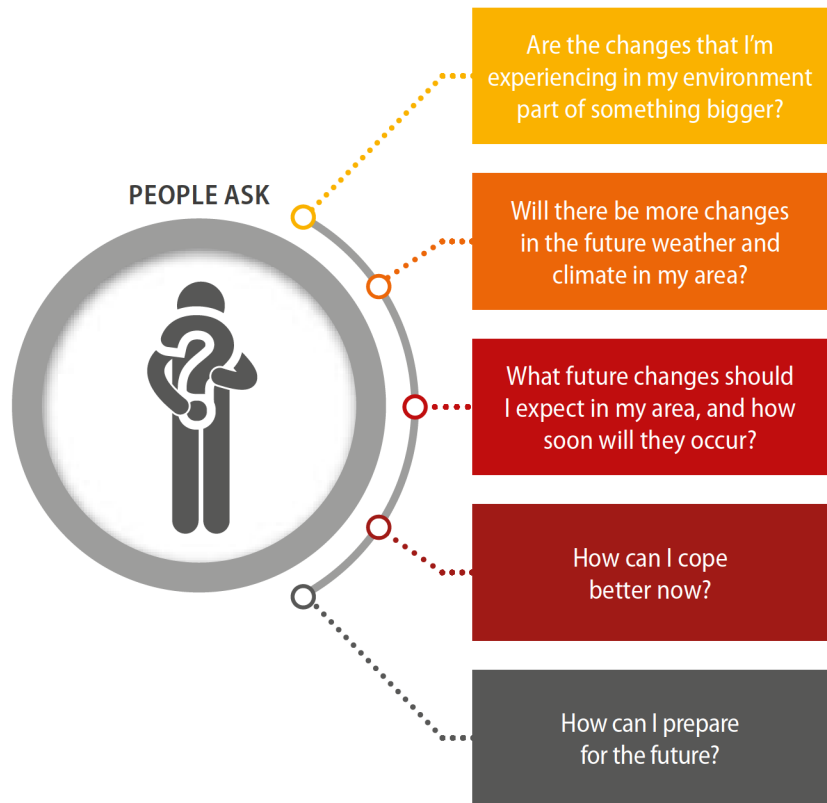 PEOPLE ASK
Are the changes that I’m
experiencing in my environment
part of something bigger?
Will there be more changes
in the future weather and
climate in my area?
What future changes should
I expect in my area, and how
soon will they occur?
How can I cope
better now?
How can I prepare
for the future?